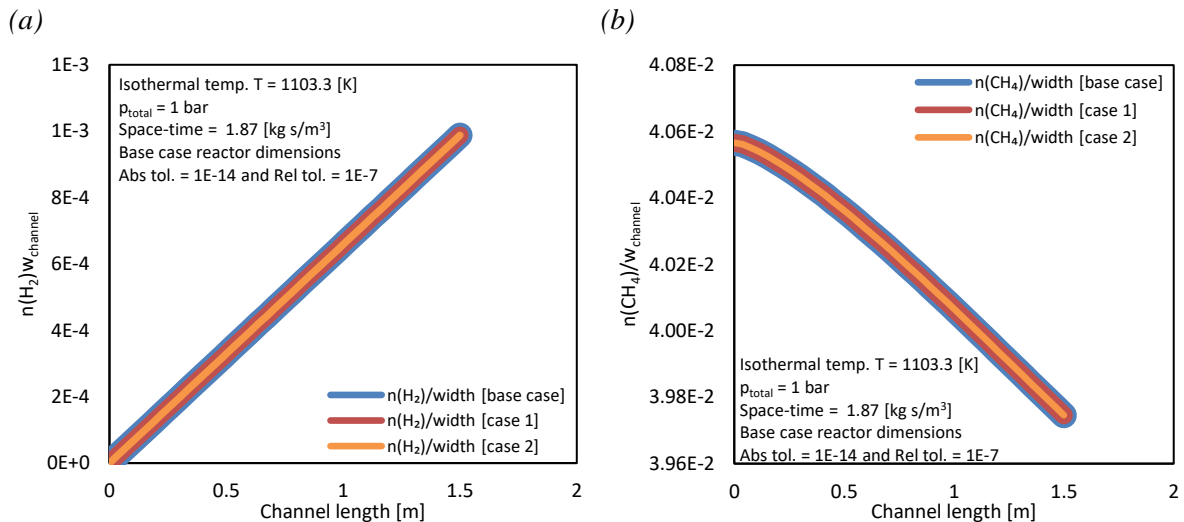 (a)
1E-3
1E-3
8E-4
6E-4
4E-4
2E-4
0E+0
n(H₂)w_channel
Isothermal temp. T = 1103.3 [K]
p_total = 1 bar
Space-time = 1.87 [kg s/m³]
Base case reactor dimensions
Abs tol. = 1E-14 and Rel tol. = 1E-7
n(H₂)/width [base case]
n(H₂)/width [case 1]
n(H₂)/width [case 2]
0 0.5 1 1.5 2
Channel length [m]
(b)
4.08E-2
4.06E-2
4.04E-2
4.02E-2
4.00E-2
3.98E-2
3.96E-2
n(CH₄)/w_channel
n(CH₄)/width [base case]
n(CH₄)/width [case 1]
n(CH₄)/width [case 2]
Isothermal temp. T = 1103.3 [K]
p_total = 1 bar
Space-time = 1.87 [kg s/m³]
Base case reactor dimensions
Abs tol. = 1E-14 and Rel tol. = 1E-7
0 0.5 1 1.5 2
Channel length [m]